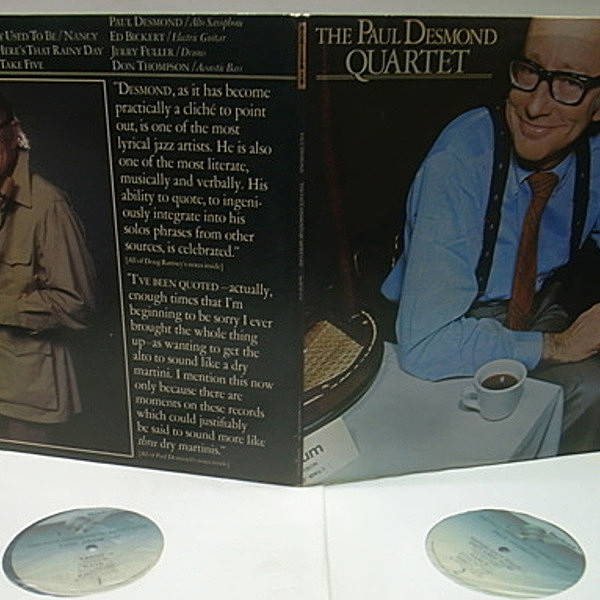 Y USED TO BE / NANCY
HERE'S THAT RAINY DAY
TAKE FIVE
PAUL DESMOND / Alto Saxophone
ED BICKERT / Electric Guitar
JERRY FULLER / Drums
DON THOMPSON / Acoustic Bass
"DESMOND, as it has become
practically a cliché to point
out, is one of the most
lyrical jazz artists. He is also
one of the most literate,
musically and verbally. His
ability to quote, to ingeni-
ously integrate into his
solos phrases from other
sources, is celebrated."
[All of Doug Ramsey's notes inside]
"I'VE BEEN QUOTED—actually,
enough times that I'm
beginning to be sorry I ever
brought the whole thing
up—as wanting to get the
alto to sound like a dry
martini. I mention this now
only because there are
moments on these records
which could justifiably
be said to sound more like
three dry martinis."
[All of Paul Desmond's notes inside]
THE PAUL DESMOND
QUARTET
um